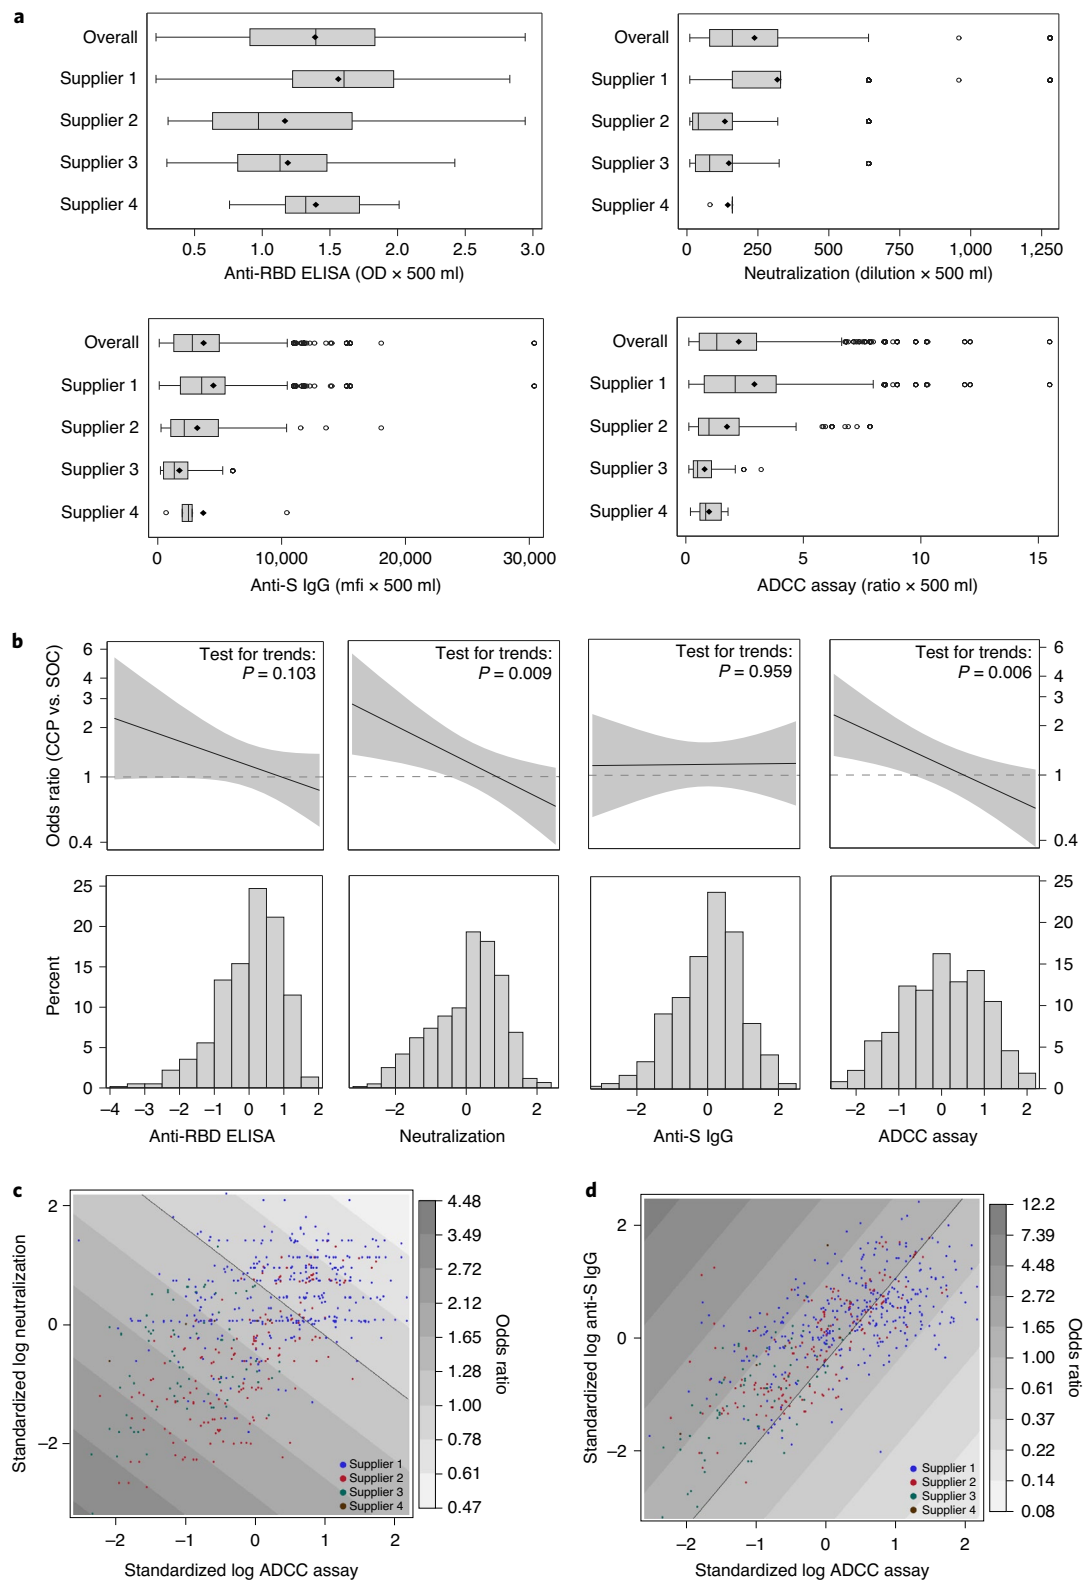 a
Overall
Supplier 1
Supplier 2
Supplier 3
Supplier 4
0.5 1.0 1.5 2.0 2.5 3.0
Anti-RBD ELISA (OD × 500 ml)
Overall
Supplier 1
Supplier 2
Supplier 3
Supplier 4
0 250 500 750 1,000 1,250
Neutralization (dilution × 500 ml)
Overall
Supplier 1
Supplier 2
Supplier 3
Supplier 4
0 10,000 20,000 30,000
Anti-S IgG (mfi × 500 ml)
Overall
Supplier 1
Supplier 2
Supplier 3
Supplier 4
0 5 10 15
ADCC assay (ratio × 500 ml)
b
Odds ratio (CCP vs. SOC)
6
4
3
2
1
0.4
Test for trends:
P = 0.103
Test for trends:
P = 0.009
Test for trends:
P = 0.959
Test for trends:
P = 0.006
6
4
3
2
1
0.4
Percent
25
20
15
10
5
0
–4 –3 –2 –1 0 1 2
Anti-RBD ELISA
–2 0 2
Neutralization
–2 0 2
Anti-S IgG
–2 –1 0 1 2
ADCC assay
25
20
15
10
5
0
c
Standardized log neutralization
2
0
–2
Supplier 1
Supplier 2
Supplier 3
Supplier 4
–2 –1 0 1 2
Standardized log ADCC assay
4.48
3.49
2.72
2.12
1.65
1.28
1.00
0.78
0.61
0.47
Odds ratio
d
Standardized log anti-S IgG
2
0
–2
Supplier 1
Supplier 2
Supplier 3
Supplier 4
–2 –1 0 1 2
Standardized log ADCC assay
12.2
7.39
4.48
2.72
1.65
1.00
0.61
0.37
0.22
0.14
0.08
Odds ratio